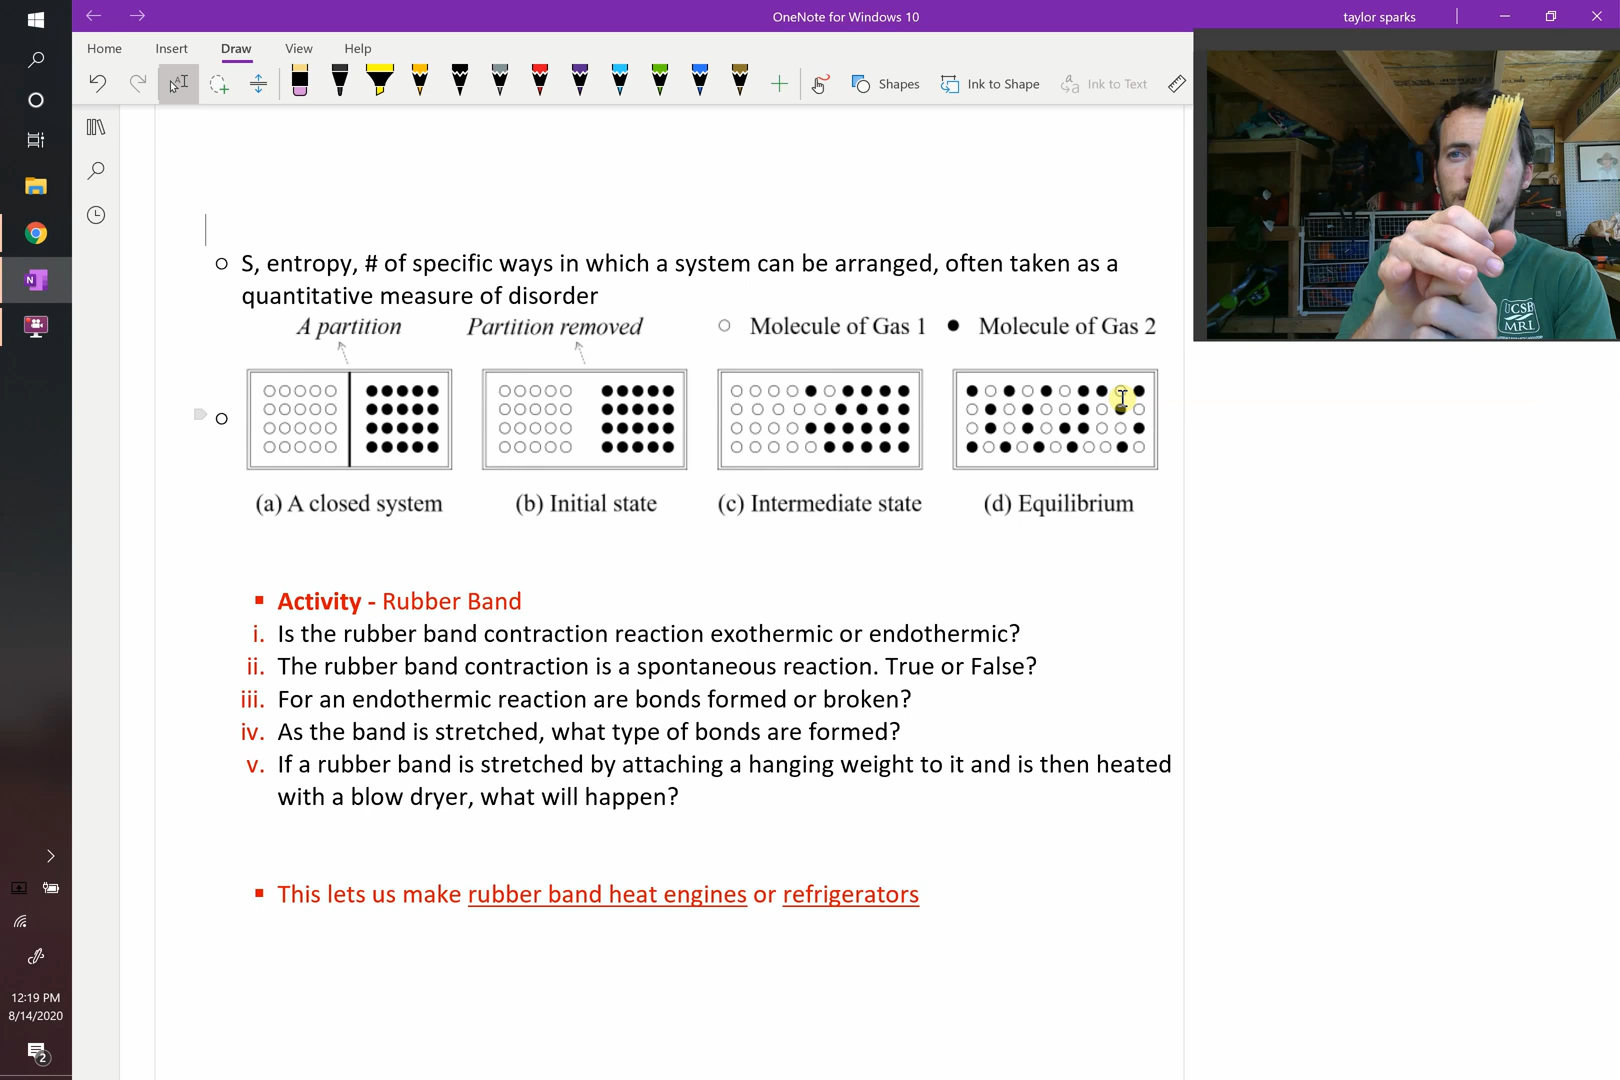 OneNote for Windows 10
taylor sparks
Home Insert Draw View Help
Shapes Ink to Shape Ink to Text
S, entropy, # of specific ways in which a system can be arranged, often taken as a
quantitative measure of disorder
A partition Partition removed Molecule of Gas 1 Molecule of Gas 2
(a) A closed system (b) Initial state (c) Intermediate state (d) Equilibrium
Activity - Rubber Band
i. Is the rubber band contraction reaction exothermic or endothermic?
ii. The rubber band contraction is a spontaneous reaction. True or False?
iii. For an endothermic reaction are bonds formed or broken?
iv. As the band is stretched, what type of bonds are formed?
v. If a rubber band is stretched by attaching a hanging weight to it and is then heated
with a blow dryer, what will happen?
This lets us make rubber band heat engines or refrigerators
UCSB
MRL
12:19 PM
8/14/2020
2